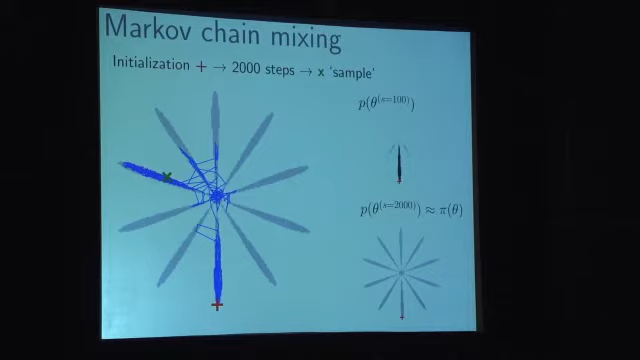 Markov chain mixing
Initialization + → 2000 steps → x 'sample'
p(θ^(s=100))
p(θ^(s=2000)) ≈ π(θ)